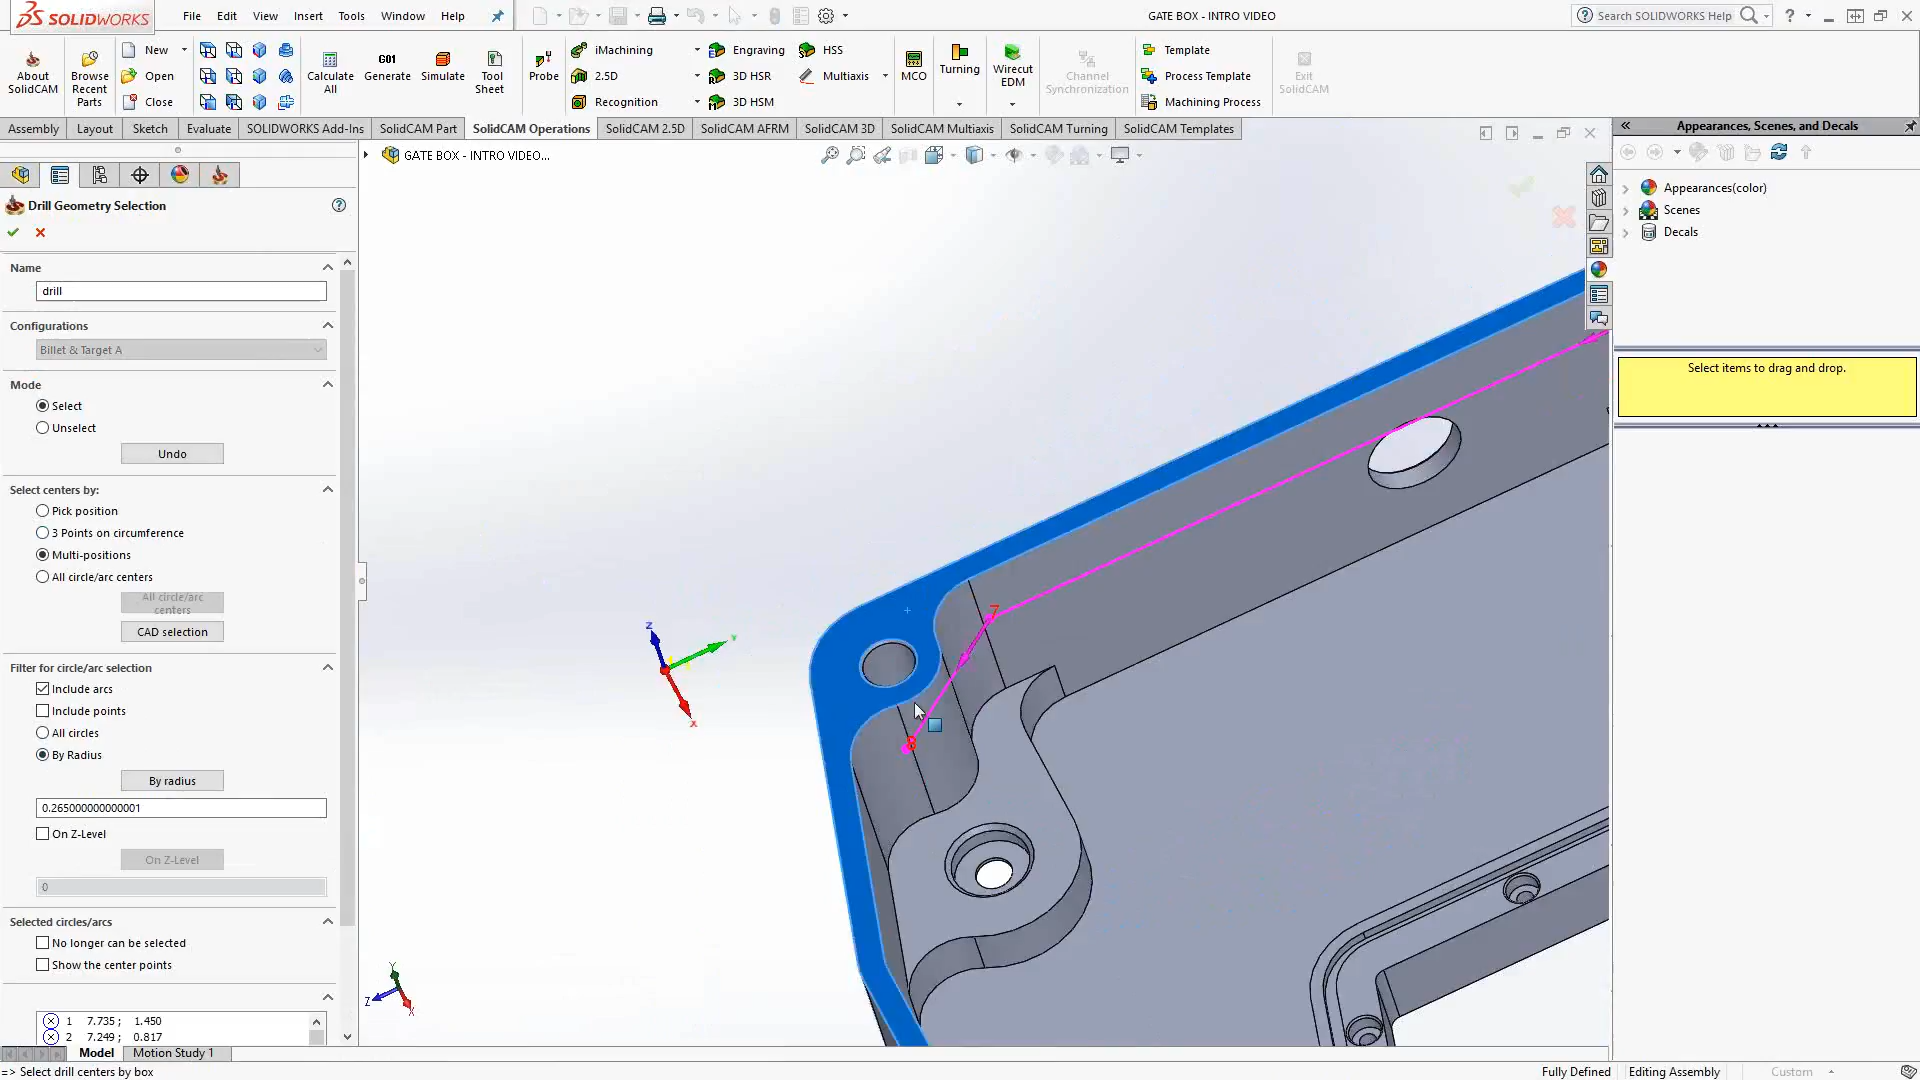 SOLIDWORKS
File Edit View Insert Tools Window Help
GATE BOX - INTRO VIDEO
Search SOLIDWORKS Help
About SolidCAM
Browse Recent Parts
New
Open
Close
Calculate All
G01
Generate
Simulate
Tool Sheet
Probe
iMachining
2.5D
Recognition
Engraving
3D HSR
3D HSM
HSS
Multiaxis
MCO
Turning
Wirecut EDM
Channel Synchronization
Template
Process Template
Machining Process
Exit SolidCAM
Assembly Layout Sketch Evaluate SOLIDWORKS Add-Ins SolidCAM Part SolidCAM Operations SolidCAM 2.5D SolidCAM AFRM SolidCAM 3D SolidCAM Multiaxis SolidCAM Turning SolidCAM Templates
GATE BOX - INTRO VIDEO...
Drill Geometry Selection
Name
drill
Configurations
Billet & Target A
Mode
Select
Unselect
Undo
Select centers by:
Pick position
3 Points on circumference
Multi-positions
All circle/arc centers
All circle/arc centers
CAD selection
Filter for circle/arc selection
Include arcs
Include points
All circles
By Radius
By radius
0.265000000000001
On Z-Level
On Z-Level
0
Selected circles/arcs
No longer can be selected
Show the center points
1 7.735 ; 1.450
2 7.249 ; 0.817
Z
Y
X
7
8
Y
Z
X
Appearances, Scenes, and Decals
Appearances(color)
Scenes
Decals
Select items to drag and drop.
Model Motion Study 1
=> Select drill centers by box
Fully Defined Editing Assembly Custom